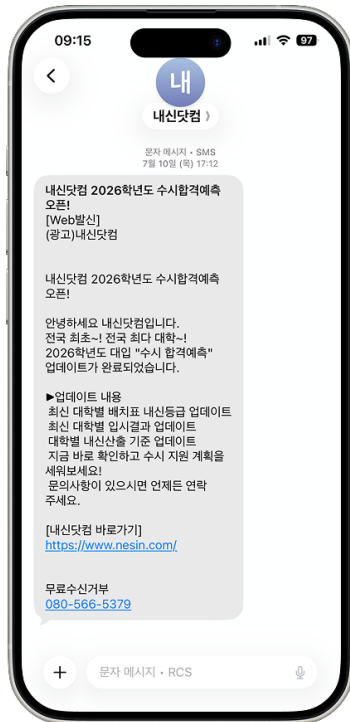 09:15
97
내
내신닷컴 》
문자 메시지 • SMS
7월 10일 (목) 17:12
내신닷컴 2026학년도 수시합격예측
오픈!
[Web발신]
(광고)내신닷컴
내신닷컴 2026학년도 수시합격예측
오픈!
안녕하세요 내신닷컴입니다.
전국 최초~! 전국 최다 대학~!
2026학년도 대입 "수시 합격예측"
업데이트가 완료되었습니다.
▶업데이트 내용
최신 대학별 배치표 내신등급 업데이트
최신 대학별 입시결과 업데이트
대학별 내신산출 기준 업데이트
지금 바로 확인하고 수시 지원 계획을
세워보세요!
문의사항이 있으시면 언제든 연락
주세요.
[내신닷컴 바로가기]
https://www.nesin.com/
무료수신거부
080-566-5379
문자 메시지 • RCS